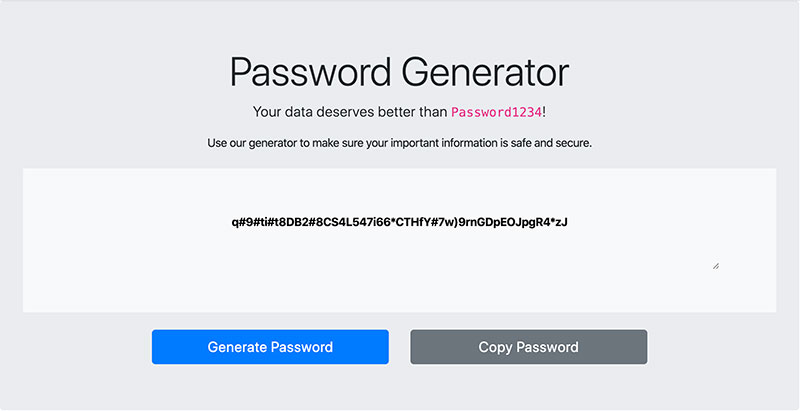 Password Generator
Your data deserves better than Password1234!
Use our generator to make sure your important information is safe and secure.
q#9#ti#t8DB2#8CS4L547i66*CTHfY#7w)9rnGDpEOJpgR4*zJ
Generate Password
Copy Password